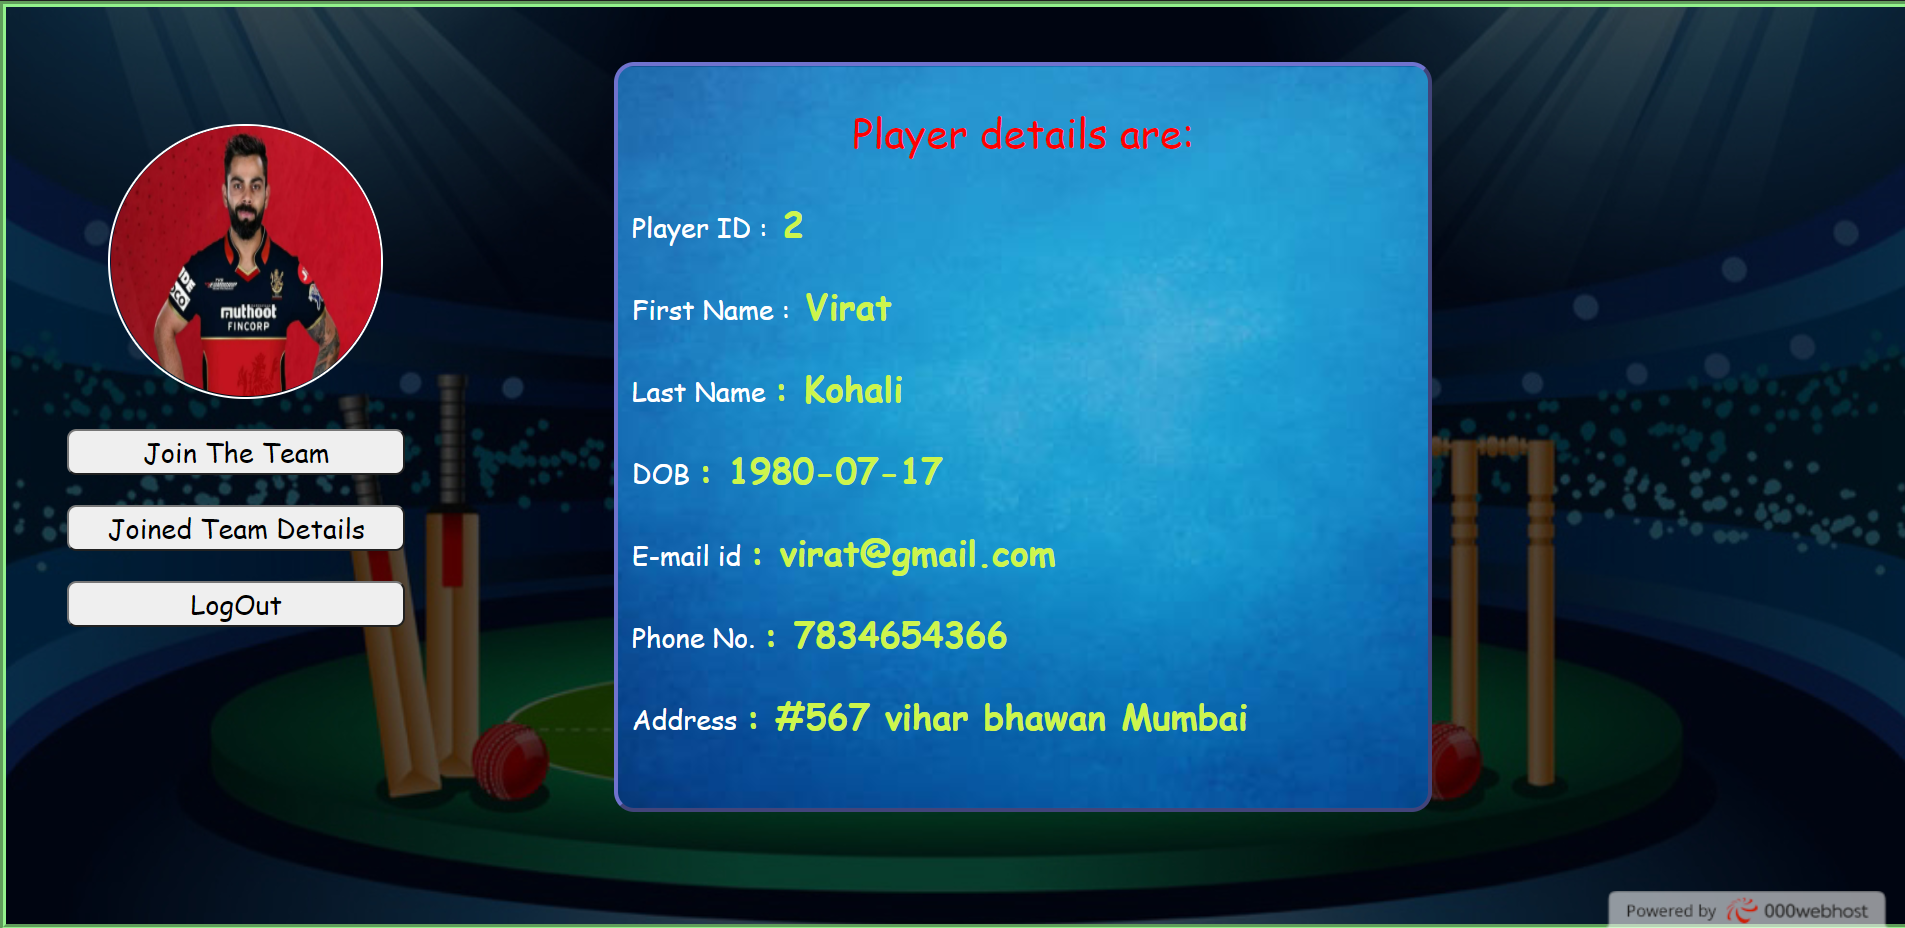 muthoot
FINCORP
Join The Team
Joined Team Details
LogOut
Player details are:
Player ID : 2
First Name : Virat
Last Name : Kohali
DOB : 1980-07-17
E-mail id : virat@gmail.com
Phone No. : 7834654366
Address : #567 vihar bhawan Mumbai
Powered by 000webhost